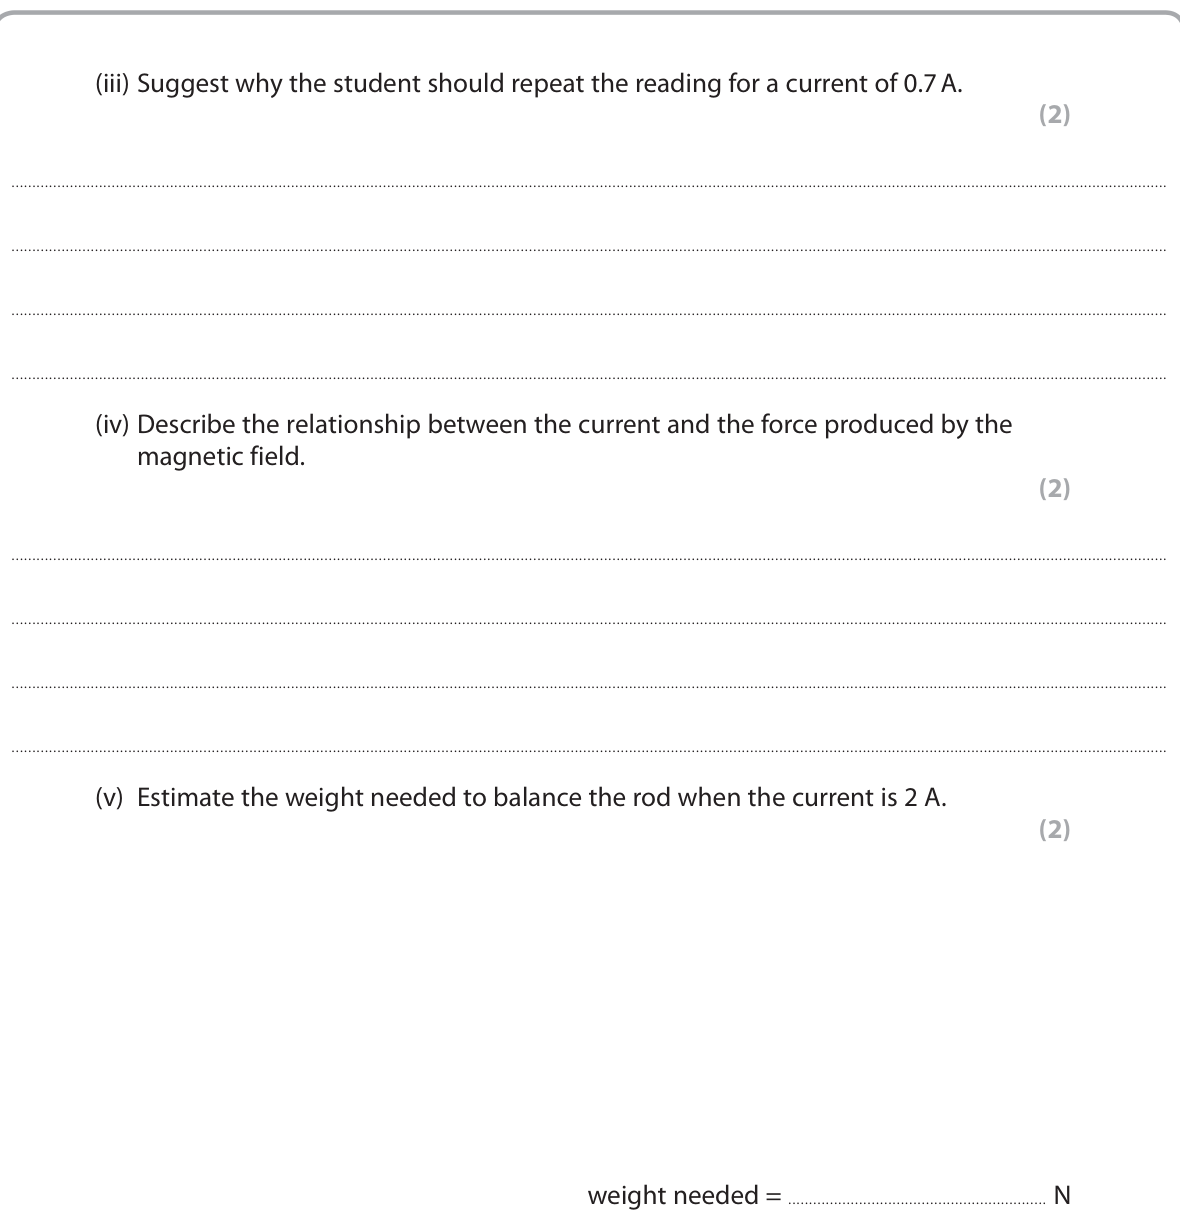 (iii) Suggest why the student should repeat the reading for a current of 0.7 A.
(2)
(iv) Describe the relationship between the current and the force produced by the
magnetic field.
(2)
(v) Estimate the weight needed to balance the rod when the current is 2 A.
(2)
weight needed = ............................................................ N